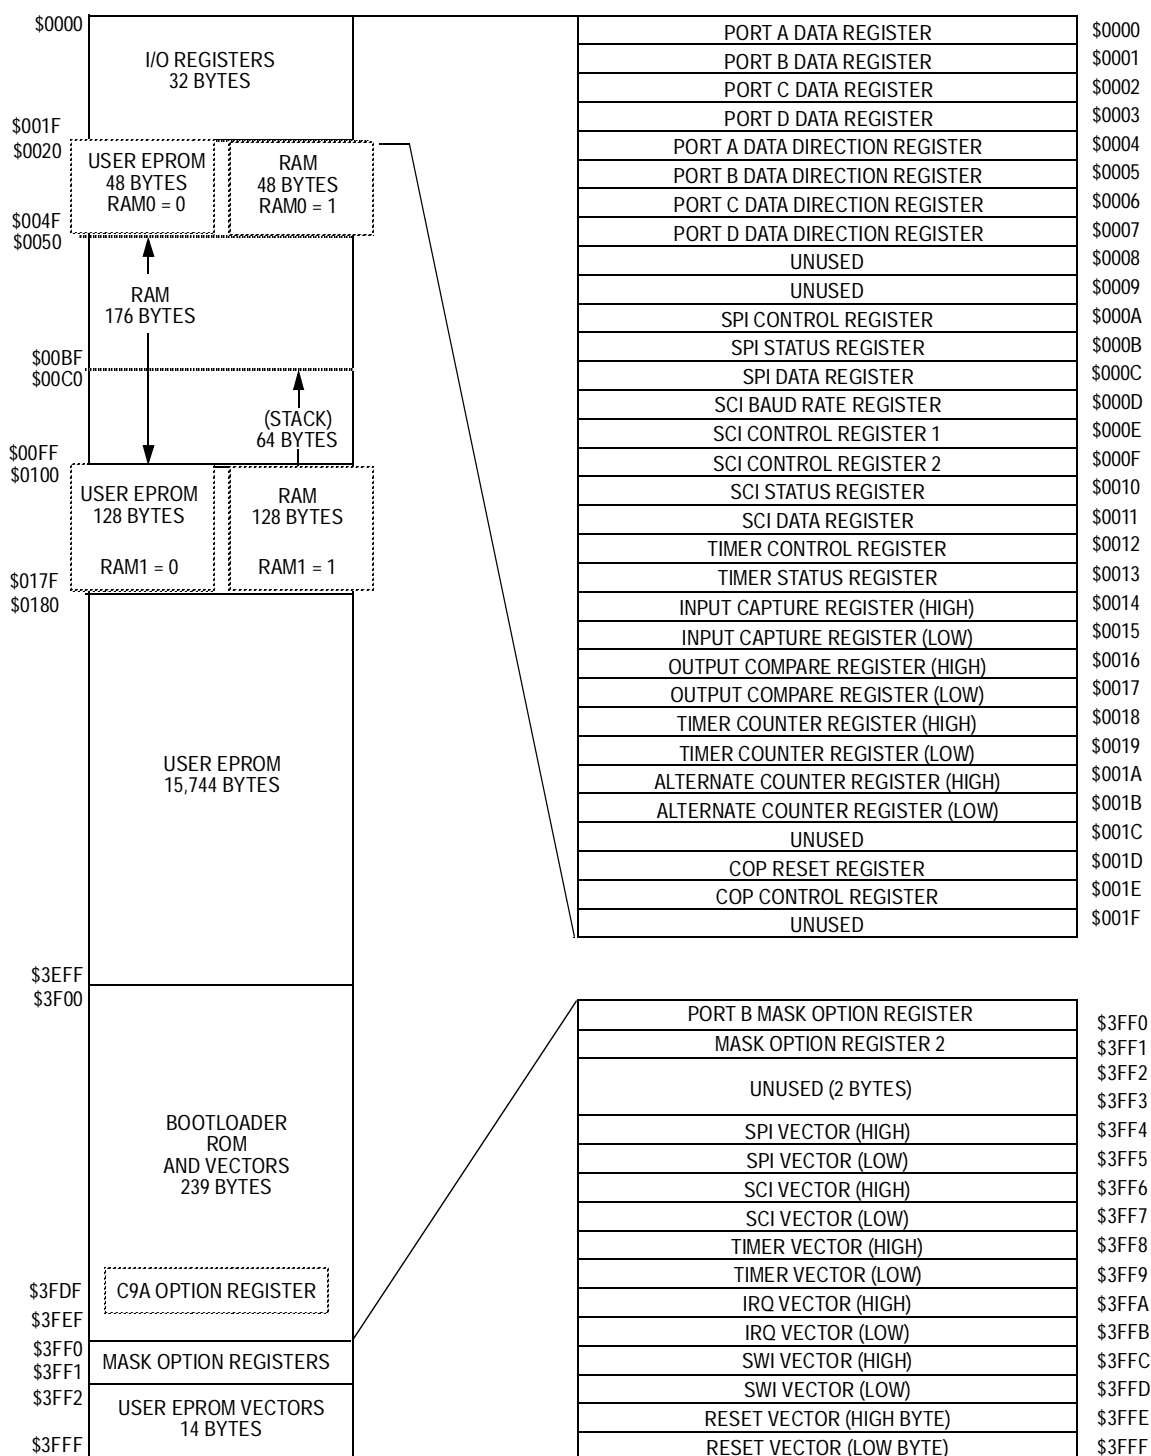 $0000
I/O REGISTERS
32 BYTES
$001F
$0020
USER EPROM
48 BYTES
RAM0 = 0
RAM
48 BYTES
RAM0 = 1
$004F
$0050
RAM
176 BYTES
$00BF
$00C0
(STACK)
64 BYTES
$00FF
$0100
USER EPROM
128 BYTES
RAM1 = 0
RAM
128 BYTES
RAM1 = 1
$017F
$0180
USER EPROM
15,744 BYTES
$3EFF
$3F00
BOOTLOADER
ROM
AND VECTORS
239 BYTES
$3FDF
C9A OPTION REGISTER
$3FEF
$3FF0
MASK OPTION REGISTERS
$3FF1
$3FF2
USER EPROM VECTORS
14 BYTES
$3FFF
PORT A DATA REGISTER $0000
PORT B DATA REGISTER $0001
PORT C DATA REGISTER $0002
PORT D DATA REGISTER $0003
PORT A DATA DIRECTION REGISTER $0004
PORT B DATA DIRECTION REGISTER $0005
PORT C DATA DIRECTION REGISTER $0006
PORT D DATA DIRECTION REGISTER $0007
UNUSED $0008
UNUSED $0009
SPI CONTROL REGISTER $000A
SPI STATUS REGISTER $000B
SPI DATA REGISTER $000C
SCI BAUD RATE REGISTER $000D
SCI CONTROL REGISTER 1 $000E
SCI CONTROL REGISTER 2 $000F
SCI STATUS REGISTER $0010
SCI DATA REGISTER $0011
TIMER CONTROL REGISTER $0012
TIMER STATUS REGISTER $0013
INPUT CAPTURE REGISTER (HIGH) $0014
INPUT CAPTURE REGISTER (LOW) $0015
OUTPUT COMPARE REGISTER (HIGH) $0016
OUTPUT COMPARE REGISTER (LOW) $0017
TIMER COUNTER REGISTER (HIGH) $0018
TIMER COUNTER REGISTER (LOW) $0019
ALTERNATE COUNTER REGISTER (HIGH) $001A
ALTERNATE COUNTER REGISTER (LOW) $001B
UNUSED $001C
COP RESET REGISTER $001D
COP CONTROL REGISTER $001E
UNUSED $001F
PORT B MASK OPTION REGISTER $3FF0
MASK OPTION REGISTER 2 $3FF1
$3FF2
UNUSED (2 BYTES)
$3FF3
SPI VECTOR (HIGH) $3FF4
SPI VECTOR (LOW) $3FF5
SCI VECTOR (HIGH) $3FF6
SCI VECTOR (LOW) $3FF7
TIMER VECTOR (HIGH) $3FF8
TIMER VECTOR (LOW) $3FF9
IRQ VECTOR (HIGH) $3FFA
IRQ VECTOR (LOW) $3FFB
SWI VECTOR (HIGH) $3FFC
SWI VECTOR (LOW) $3FFD
RESET VECTOR (HIGH BYTE) $3FFE
RESET VECTOR (LOW BYTE) $3FFF